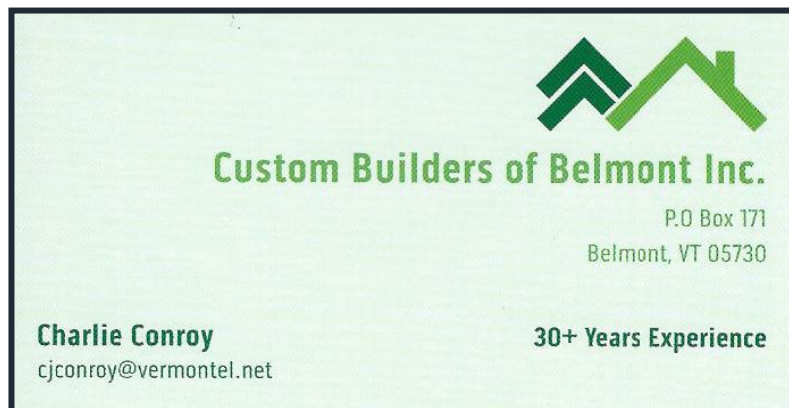 Custom Builders of Belmont Inc.
P.O Box 171
Belmont, VT 05730
Charlie Conroy
30+ Years Experience
cjconroy@vermontel.net